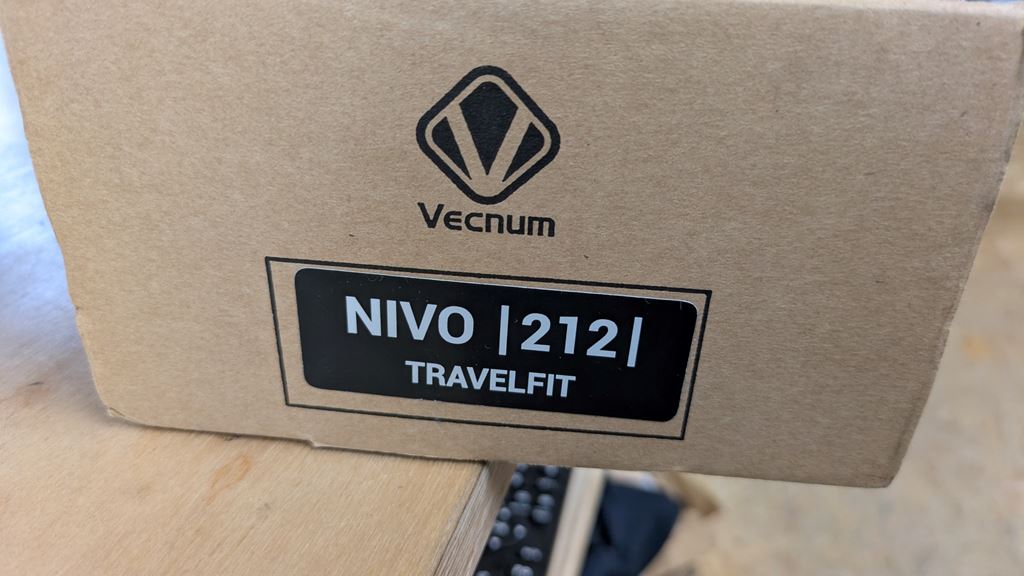 Vecnum
NIVO |212|
TRAVELFIT